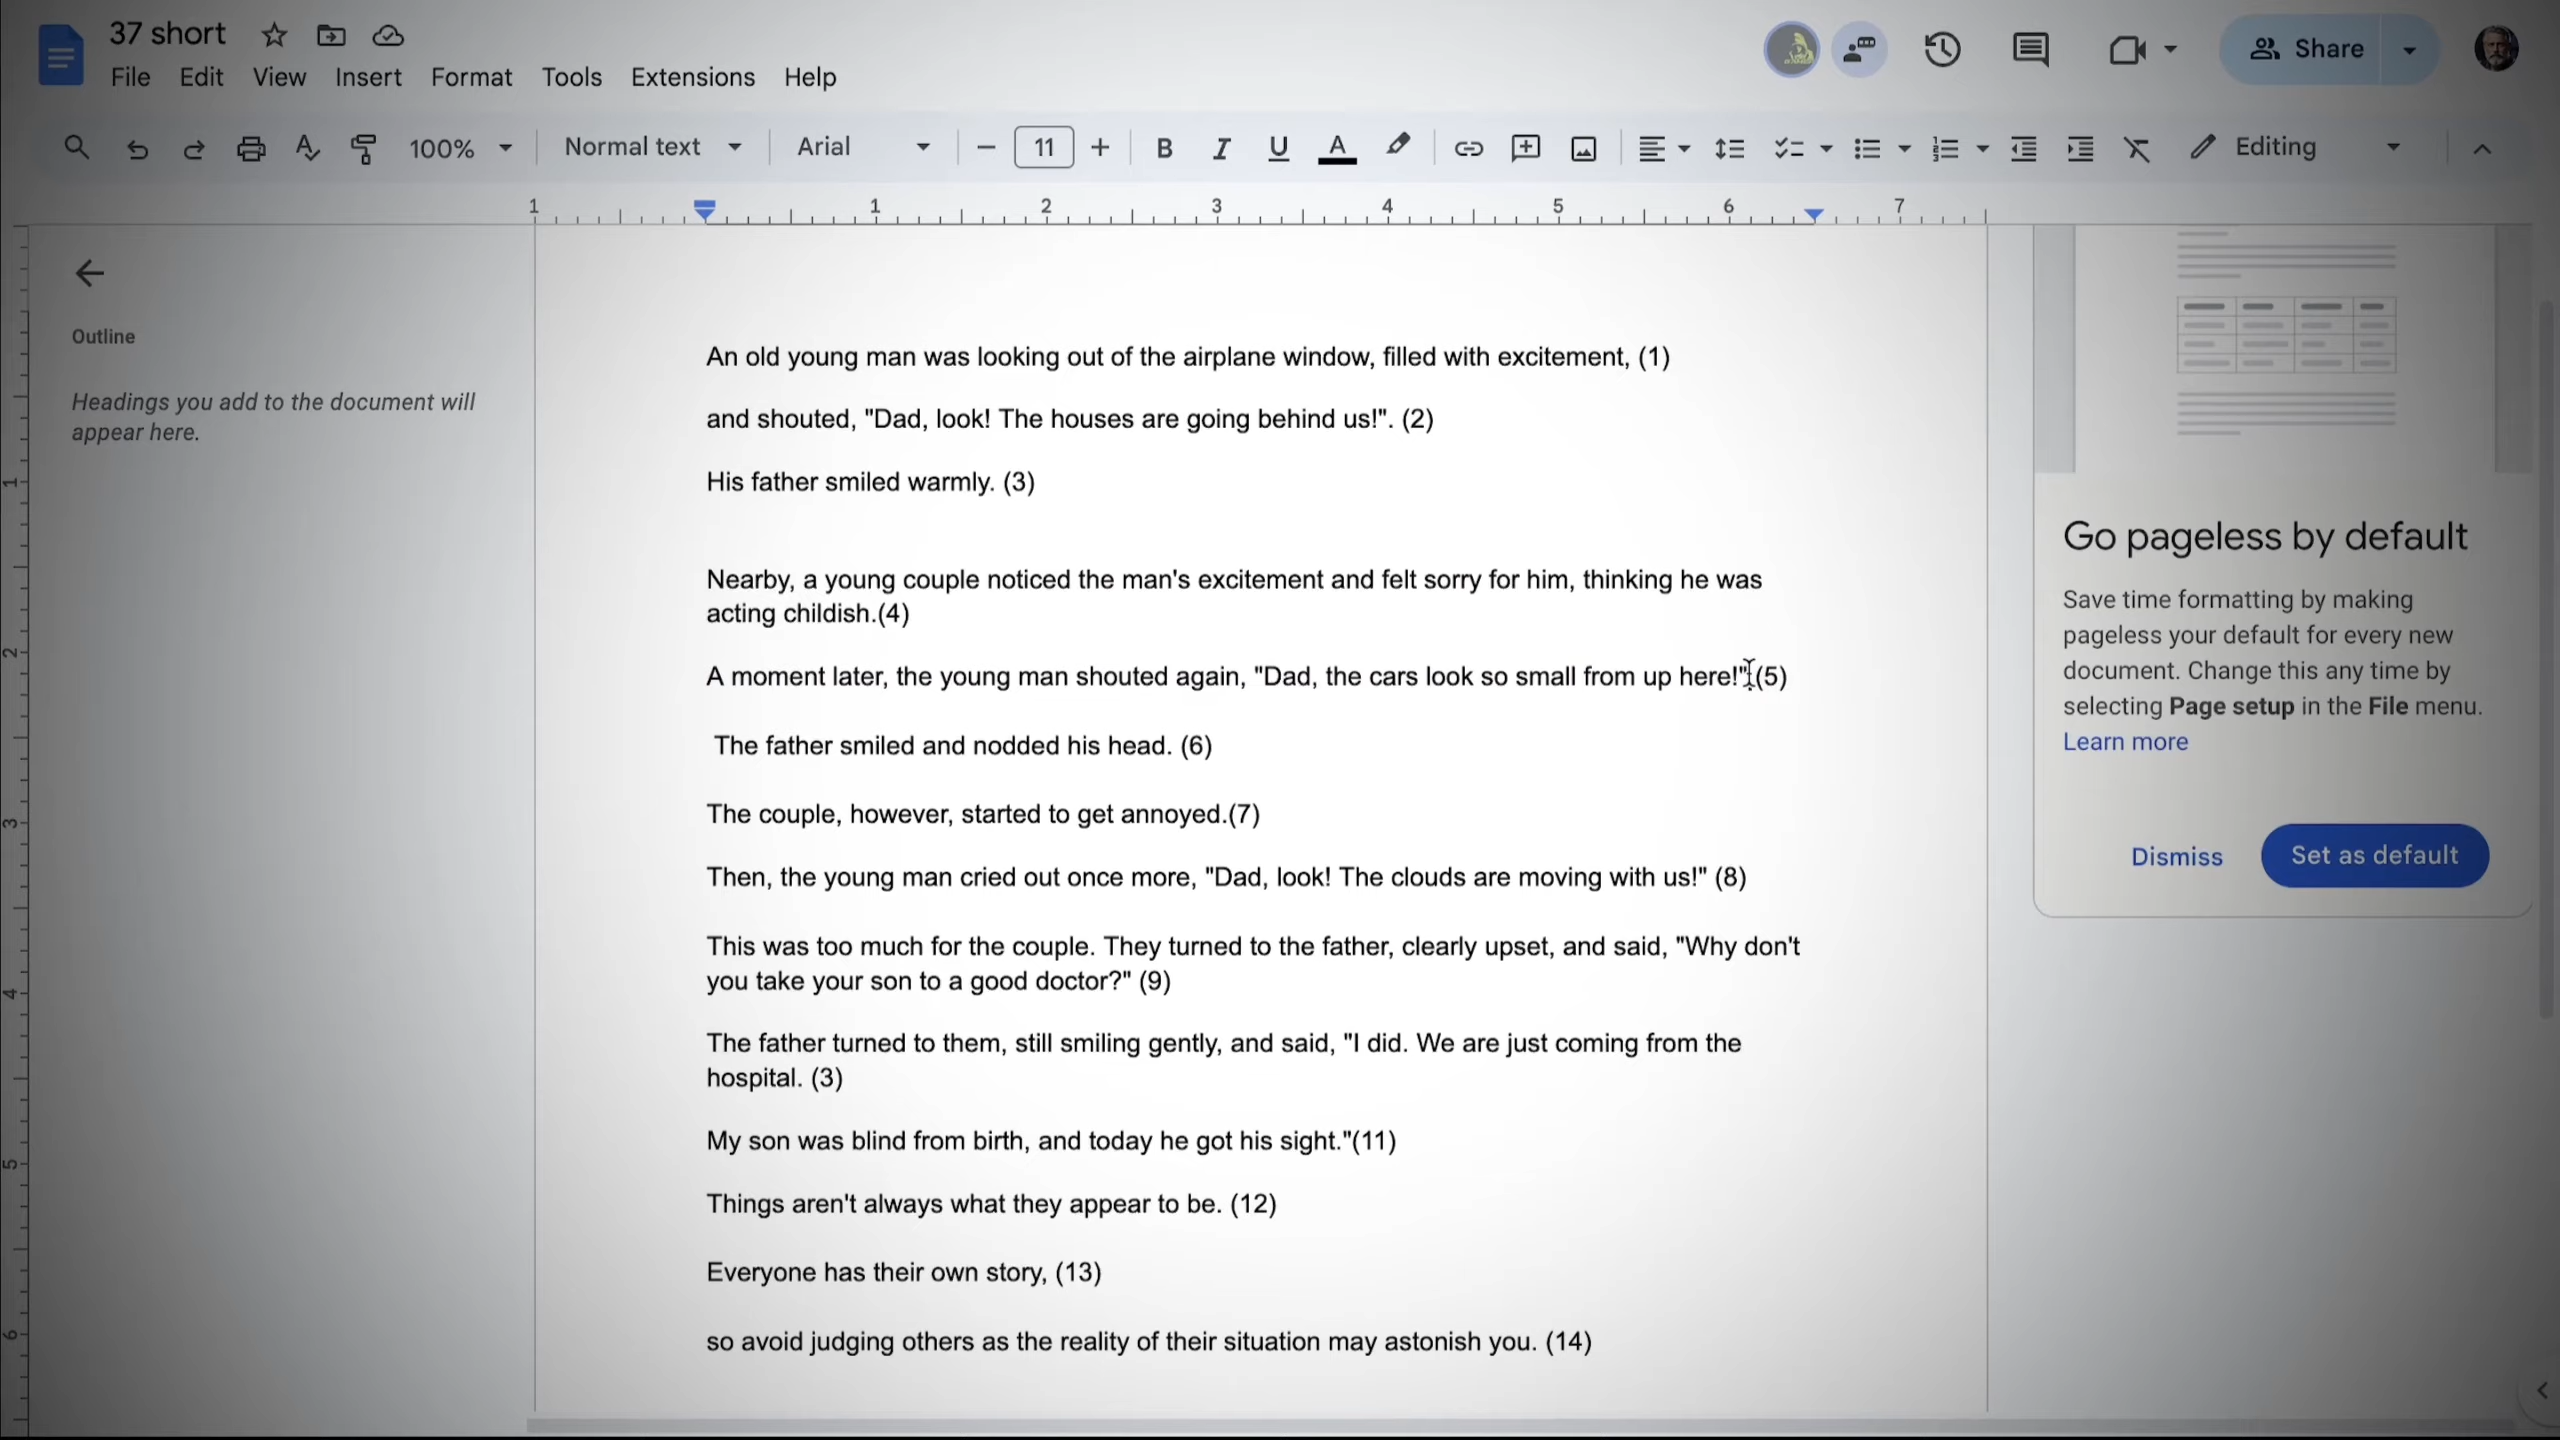 37 short
File Edit View Insert Format Tools Extensions Help
Share
100% Normal text Arial 11 Editing
1 1 2 3 4 5 6 7
Outline
Headings you add to the document will
appear here.
1
2
3
4
5
6
An old young man was looking out of the airplane window, filled with excitement, (1)
and shouted, "Dad, look! The houses are going behind us!". (2)
His father smiled warmly. (3)
Nearby, a young couple noticed the man's excitement and felt sorry for him, thinking he was
acting childish.(4)
A moment later, the young man shouted again, "Dad, the cars look so small from up here!".(5)
The father smiled and nodded his head. (6)
The couple, however, started to get annoyed.(7)
Then, the young man cried out once more, "Dad, look! The clouds are moving with us!" (8)
This was too much for the couple. They turned to the father, clearly upset, and said, "Why don't
you take your son to a good doctor?" (9)
The father turned to them, still smiling gently, and said, "I did. We are just coming from the
hospital. (3)
My son was blind from birth, and today he got his sight."(11)
Things aren't always what they appear to be. (12)
Everyone has their own story, (13)
so avoid judging others as the reality of their situation may astonish you. (14)
Go pageless by default
Save time formatting by making
pageless your default for every new
document. Change this any time by
selecting Page setup in the File menu.
Learn more
Dismiss Set as default